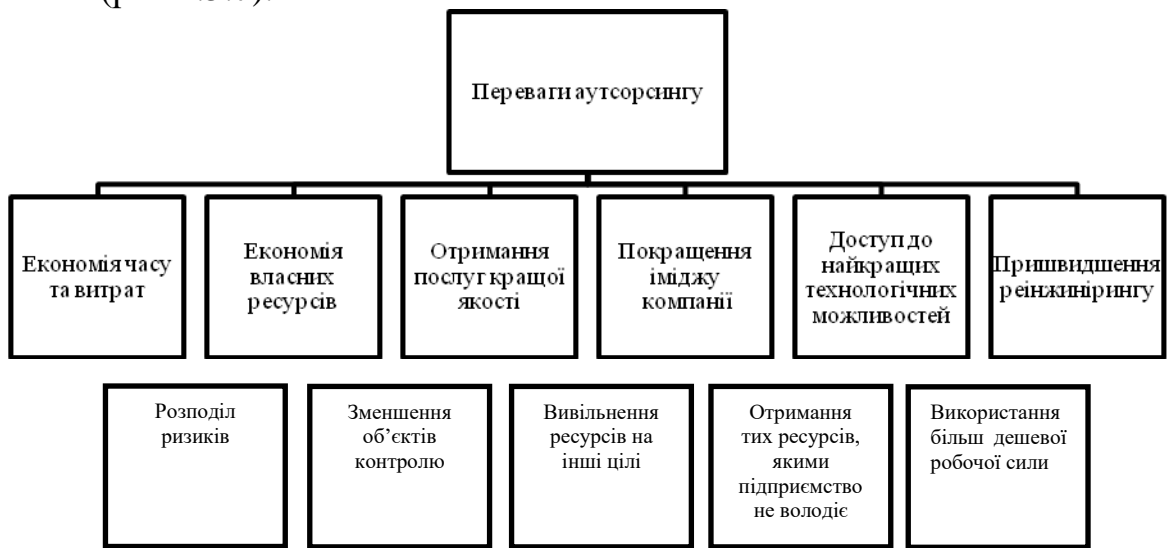 Переваги аутсорсингу
Економія часу
та витрат
Економія
власних
ресурсів
Отримання
послуг кращої
якості
Покращення
іміджу
компанії
Доступ до
найкращих
технологічних
можливостей
Пришвидшення
реінжинірингу
Розподіл
ризиків
Зменшення
об’єктів
контролю
Вивільнення
ресурсів на
інші цілі
Отримання
тих ресурсів,
якими
підприємство
не володіє
Використання
більш дешевої
робочої сили